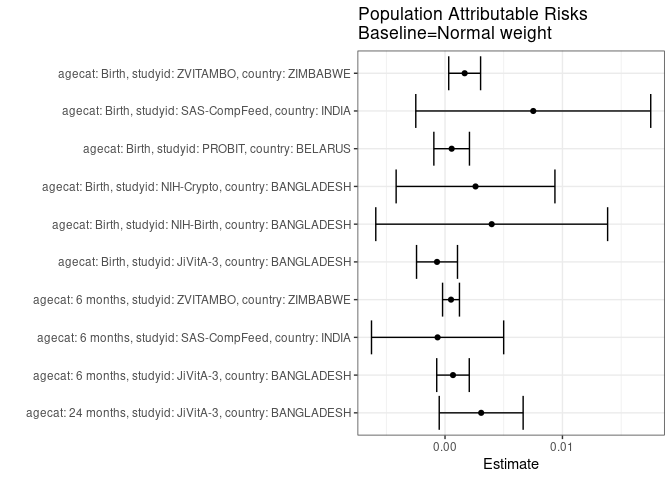 Population Attributable Risks
Baseline=Normal weight
agecat: Birth, studyid: ZVITAMBO, country: ZIMBABWE
agecat: Birth, studyid: SAS-CompFeed, country: INDIA
agecat: Birth, studyid: PROBIT, country: BELARUS
agecat: Birth, studyid: NIH-Crypto, country: BANGLADESH
agecat: Birth, studyid: NIH-Birth, country: BANGLADESH
agecat: Birth, studyid: JiVitA-3, country: BANGLADESH
agecat: 6 months, studyid: ZVITAMBO, country: ZIMBABWE
agecat: 6 months, studyid: SAS-CompFeed, country: INDIA
agecat: 6 months, studyid: JiVitA-3, country: BANGLADESH
agecat: 24 months, studyid: JiVitA-3, country: BANGLADESH
0.00 0.01
Estimate